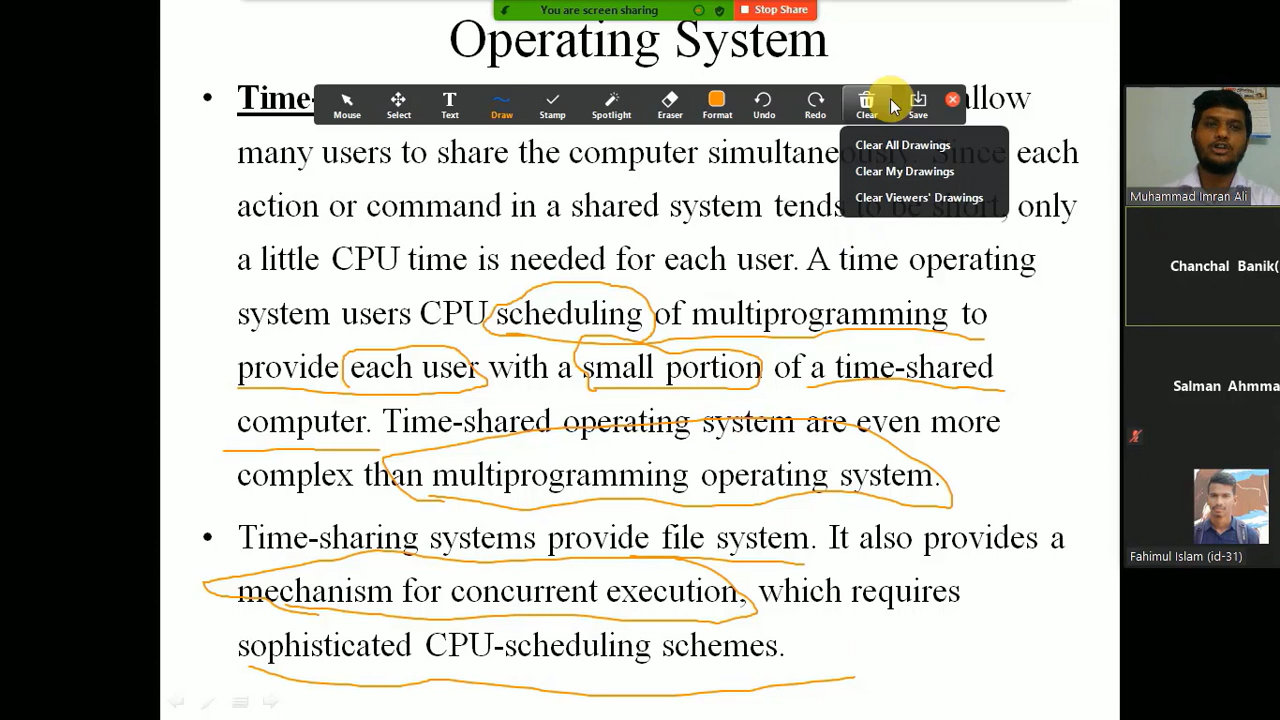 You are screen sharing Stop Share
Operating System
Mouse Select Text Draw Stamp Spotlight Eraser Format Undo Redo Clear Save
Clear All Drawings
Clear My Drawings
Clear Viewers' Drawings
• Time- allow
many users to share the computer simultaneously. Since each
action or command in a shared system tends to be short, only
a little CPU time is needed for each user. A time operating
system users CPU scheduling of multiprogramming to
provide each user with a small portion of a time-shared
computer. Time-shared operating system are even more
complex than multiprogramming operating system.
• Time-sharing systems provide file system. It also provides a
mechanism for concurrent execution, which requires
sophisticated CPU-scheduling schemes.
Muhammad Imran Ali
Chanchal Banik(
Salman Ahmma
Fahimul Islam (id-31)